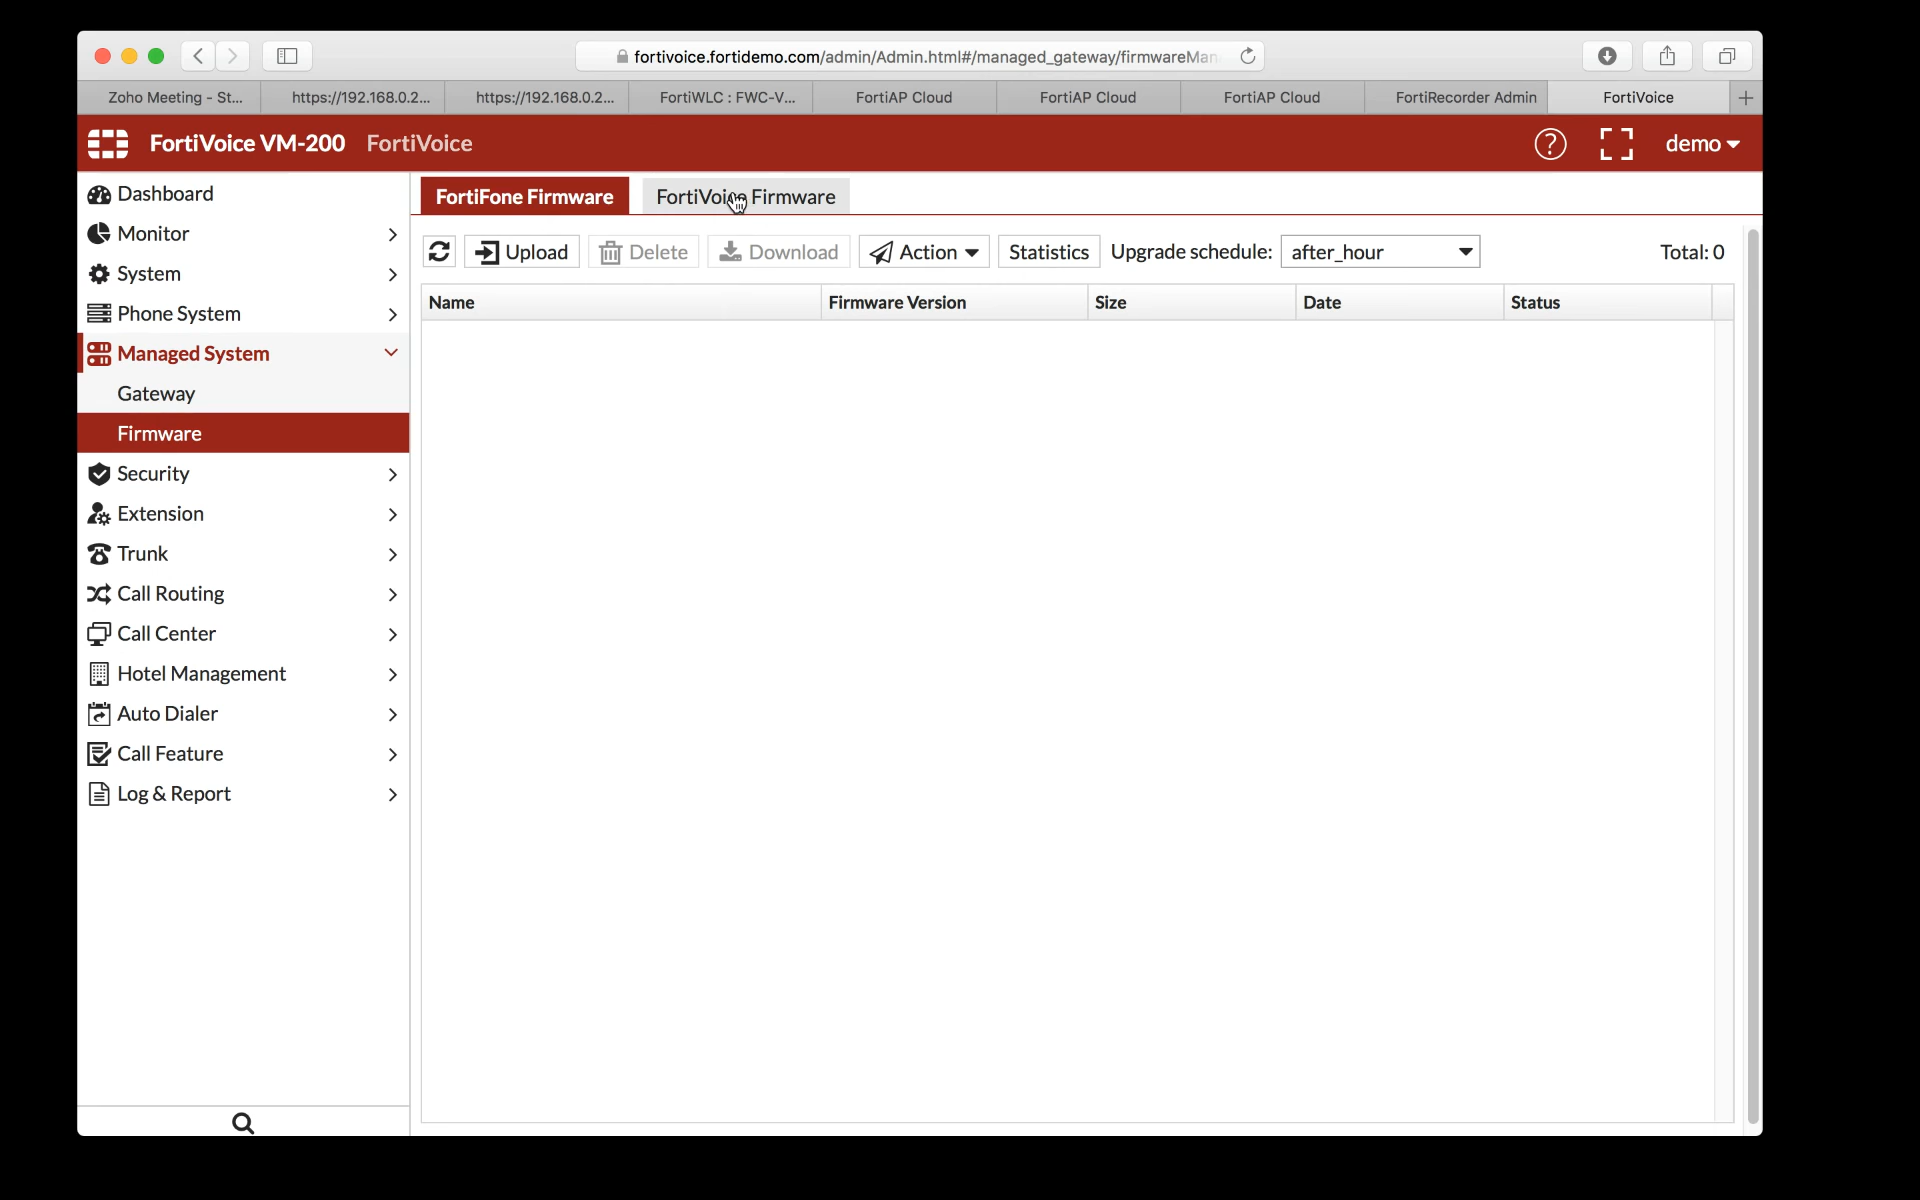 fortivoice.fortidemo.com/admin/Admin.html#/managed_gateway/firmwareMan
Zoho Meeting - St... https://192.168.0.2... https://192.168.0.2... FortiWLC : FWC-V... FortiAP Cloud FortiAP Cloud FortiAP Cloud FortiRecorder Admin FortiVoice
FortiVoice VM-200 FortiVoice demo
Dashboard
Monitor
System
Phone System
Managed System
Gateway
Firmware
Security
Extension
Trunk
Call Routing
Call Center
Hotel Management
Auto Dialer
Call Feature
Log & Report
FortiFone Firmware FortiVoice Firmware
Upload Delete Download Action Statistics Upgrade schedule: after_hour Total: 0
Name Firmware Version Size Date Status